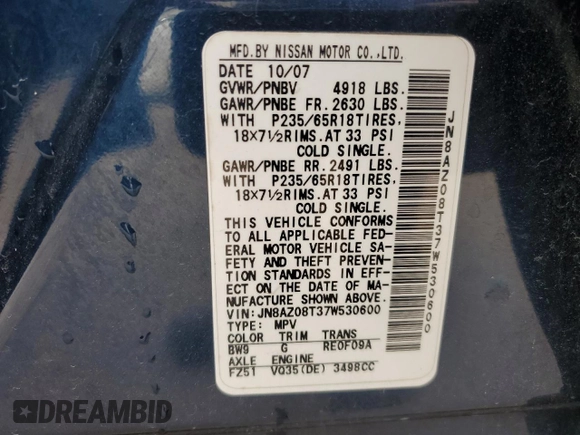 MFD. BY NISSAN MOTOR CO., LTD.
DATE 10/07
GVWR/PNBV 4918 LBS.
GAWR/PNBE FR. 2630 LBS.
WITH P235/65R18TIRES,
18X7½RIMS. AT 33 PSI
COLD SINGLE.
GAWR/PNBE RR. 2491 LBS.
WITH P235/65R18TIRES,
18X7½RIMS. AT 33 PSI
COLD SINGLE.
THIS VEHICLE CONFORMS
TO ALL APPLICABLE FED-
ERAL MOTOR VEHICLE SA-
FETY AND THEFT PREVEN-
TION STANDARDS IN EFF-
ECT ON THE DATE OF MA-
NUFACTURE SHOWN ABOVE.
VIN: JN8AZ08T37W530600
TYPE: MPV
COLOR TRIM TRANS
BW9 G RE0F09A
AXLE ENGINE
FZ51 VQ35(DE) 3498CC
JN8AZ08T37W530600
DREAMBID